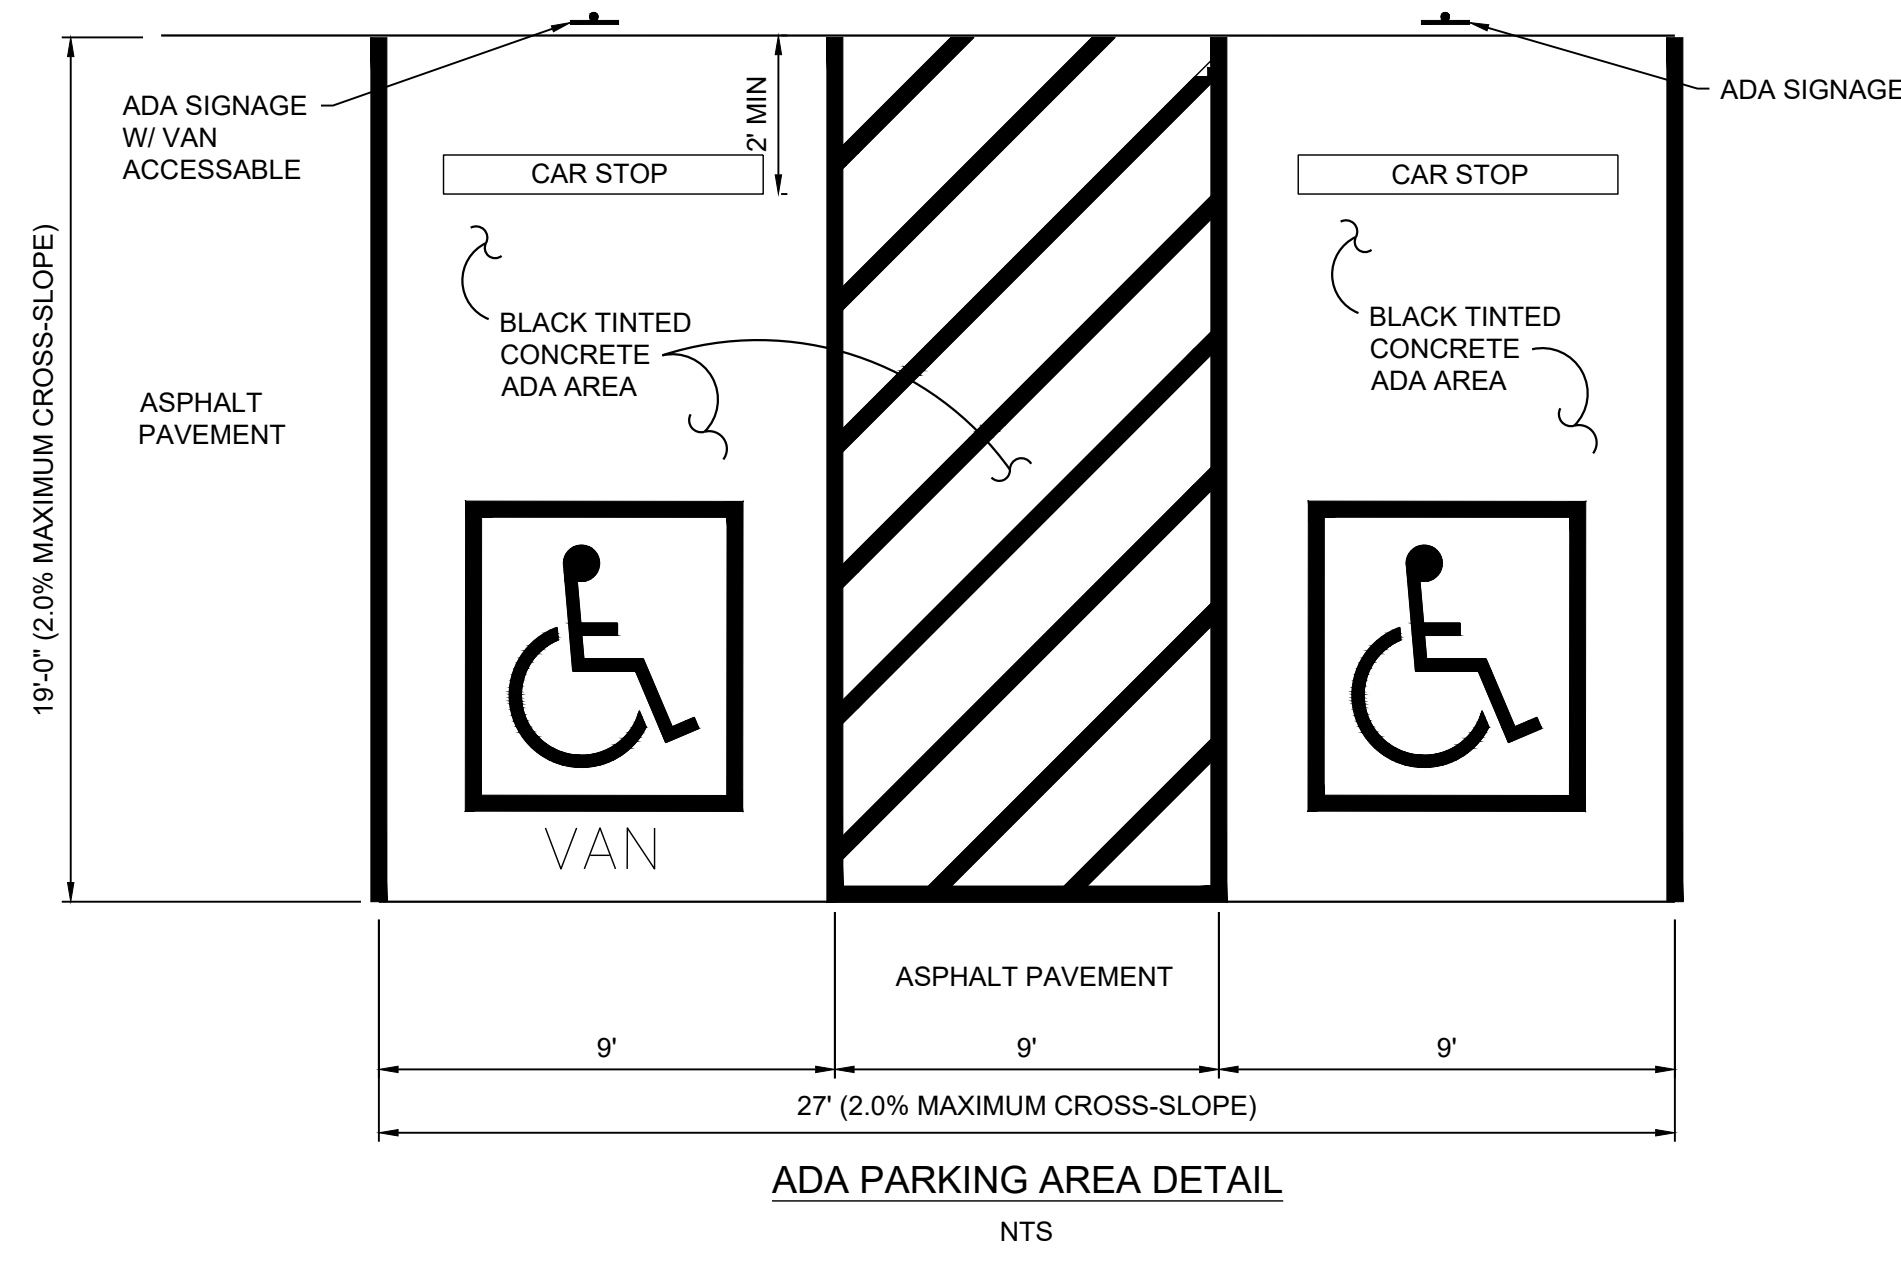 ADA SIGNAGE
W/ VAN
ACCESSABLE
ADA SIGNAGE
2' MIN
CAR STOP
CAR STOP
19'-0" (2.0% MAXIMUM CROSS-SLOPE)
BLACK TINTED
CONCRETE
ADA AREA
BLACK TINTED
CONCRETE
ADA AREA
ASPHALT
PAVEMENT
VAN
ASPHALT PAVEMENT
9'
9'
9'
27' (2.0% MAXIMUM CROSS-SLOPE)
ADA PARKING AREA DETAIL
NTS